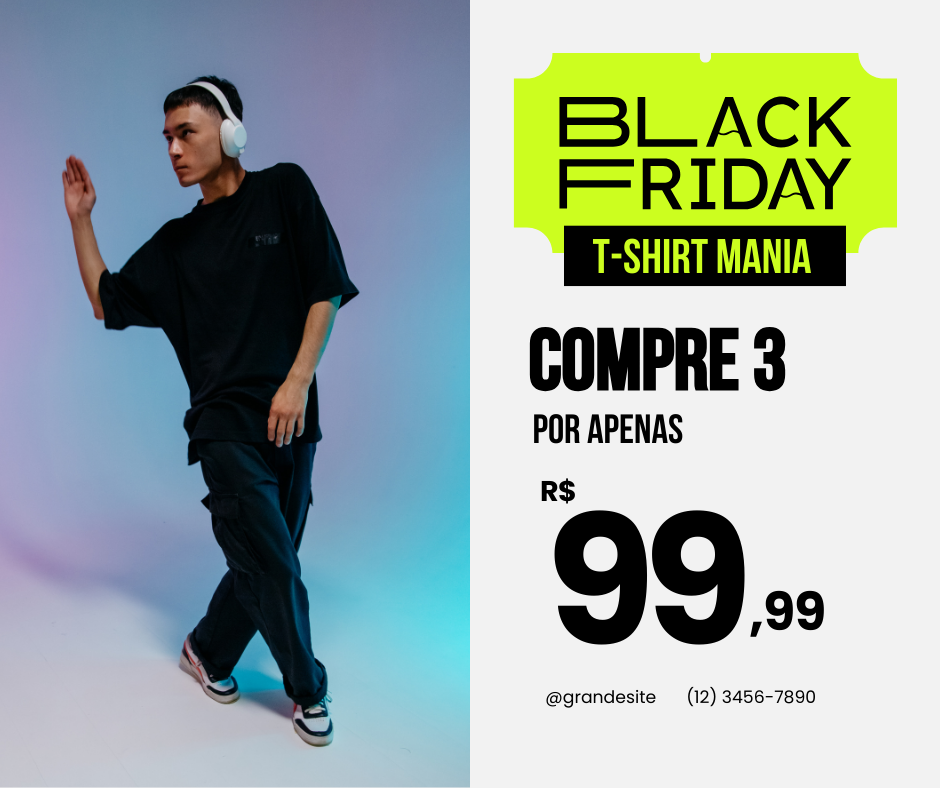 BLACK
FRIDAY
T-SHIRT MANIA
COMPRE 3
POR APENAS
R$
99,99
@grandesite (12) 3456-7890